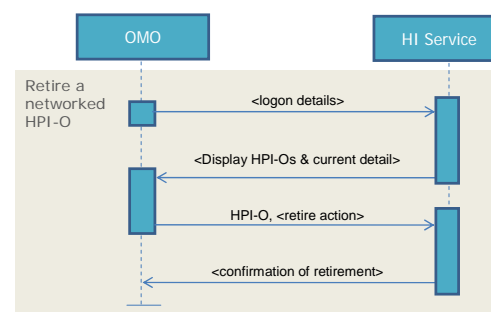 OMO
HI Service
Retire a
networked
HPI-O
<logon details>
<Display HPI-Os & current detail>
HPI-O, <retire action>
<confirmation of retirement>